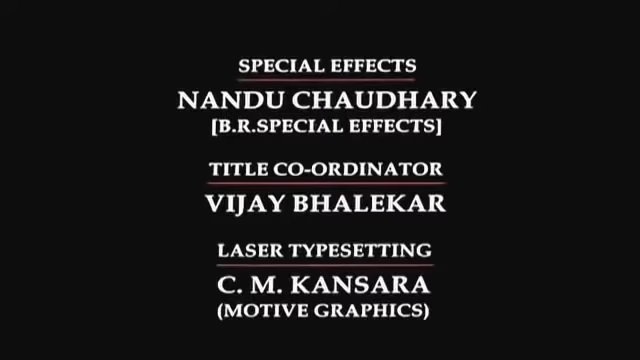 SPECIAL EFFECTS
NANDU CHAUDHARY
[B.R.SPECIAL EFFECTS]
TITLE CO-ORDINATOR
VIJAY BHALEKAR
LASER TYPESETTING
C. M. KANSARA
(MOTIVE GRAPHICS)